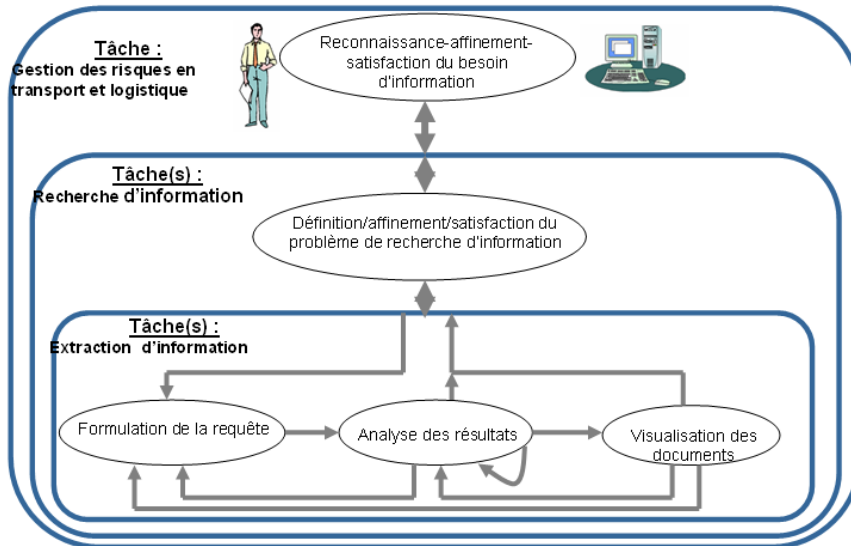 Tâche :
Gestion des risques en
transport et logistique
Reconnaissance-affinement-
satisfaction du besoin
d'information
Tâche(s) :
Recherche d'information
Définition/affinement/satisfaction du
problème de recherche d'information
Tâche(s) :
Extraction d'information
Formulation de la requête
Analyse des résultats
Visualisation des
documents